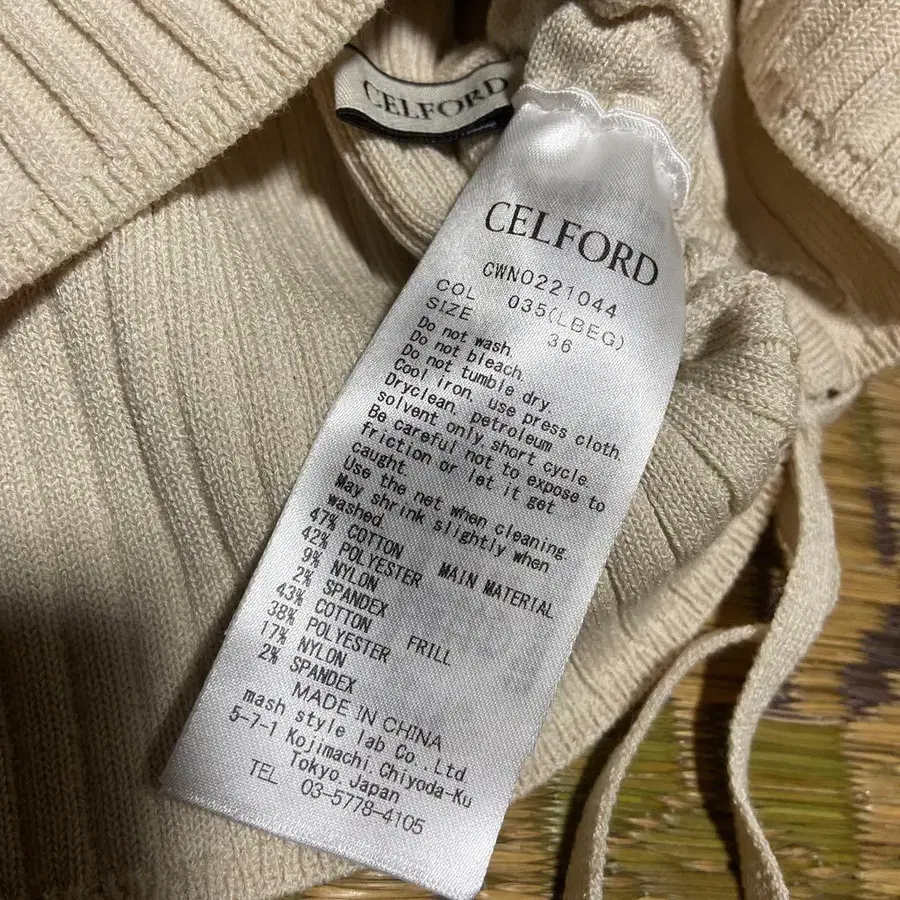 CELFORD
CELFORD
CWNO221044
COL 035(LBEG)
SIZE 36
Do not wash.
Do not bleach.
Do not tumble dry.
Cool iron, use press cloth.
Dryclean, petroleum
solvent only, short cycle.
Be careful not to expose to
friction or let it get
caught.
Use the net when cleaning.
May shrink slightly when
washed.
47% COTTON
42% POLYESTER MAIN MATERIAL
9% NYLON
2% SPANDEX
43% COTTON
38% POLYESTER FRILL
17% NYLON
2% SPANDEX
MADE IN CHINA
mash style lab Co.,Ltd
5-7-1 Kojimachi,Chiyoda-Ku
Tokyo,Japan
TEL 03-5778-4105